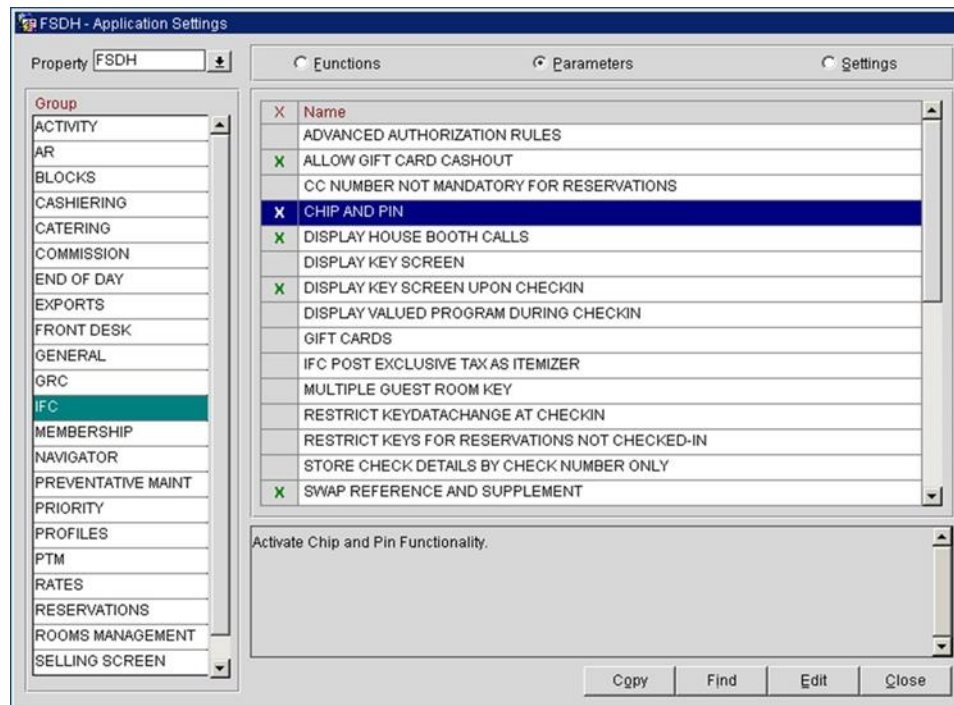 FSDH - Application Settings
Property FSDH
Functions Parameters Settings
Group
ACTIVITY
AR
BLOCKS
CASHIERING
CATERING
COMMISSION
END OF DAY
EXPORTS
FRONT DESK
GENERAL
GRC
IFC
MEMBERSHIP
NAVIGATOR
PREVENTATIVE MAINT
PRIORITY
PROFILES
PTM
RATES
RESERVATIONS
ROOMS MANAGEMENT
SELLING SCREEN
X Name
ADVANCED AUTHORIZATION RULES
X ALLOW GIFT CARD CASHOUT
CC NUMBER NOT MANDATORY FOR RESERVATIONS
X CHIP AND PIN
X DISPLAY HOUSE BOOTH CALLS
DISPLAY KEY SCREEN
X DISPLAY KEY SCREEN UPON CHECKIN
DISPLAY VALUED PROGRAM DURING CHECKIN
GIFT CARDS
IFC POST EXCLUSIVE TAX AS ITEMIZER
MULTIPLE GUEST ROOM KEY
RESTRICT KEYDATACHANGE AT CHECKIN
RESTRICT KEYS FOR RESERVATIONS NOT CHECKED-IN
STORE CHECK DETAILS BY CHECK NUMBER ONLY
X SWAP REFERENCE AND SUPPLEMENT
Activate Chip and Pin Functionality.
Copy Find Edit Close